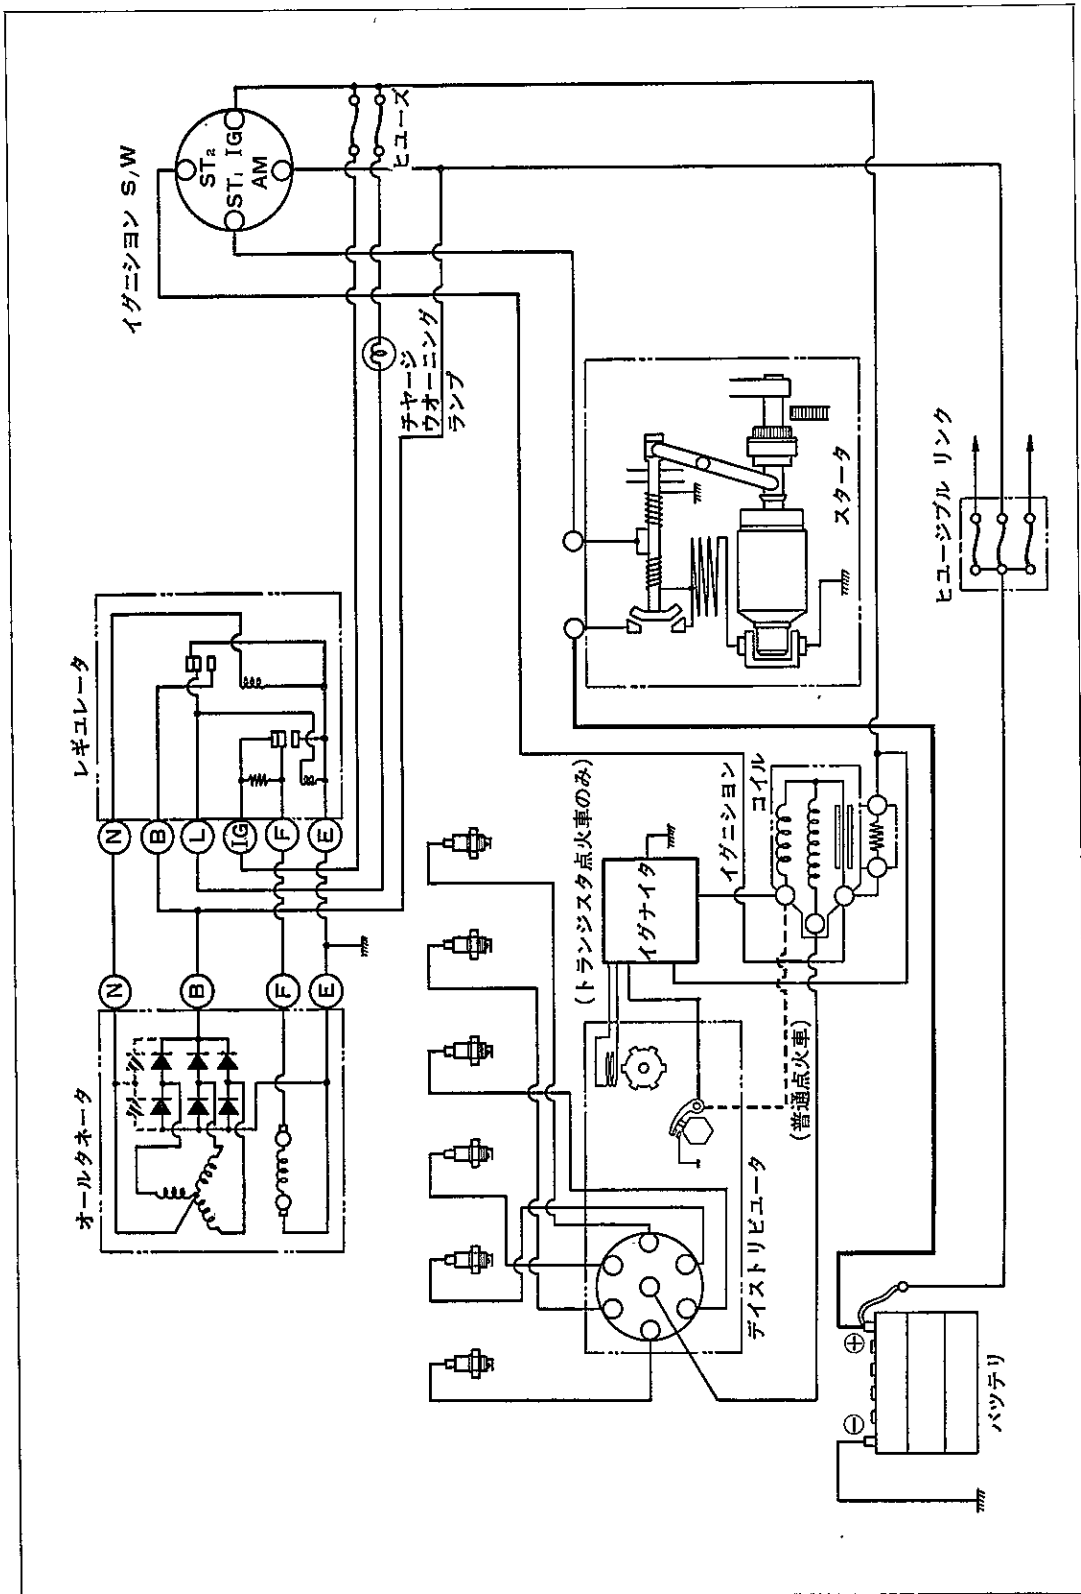 イグニション S,W
ST₂
ST₁ IG
AM
ヒューズ
チャージ
ウオーニング
ランプ
レギュレータ
N
B
L
IG
F
E
N
B
F
E
オールタネータ
スタータ
ヒュージブル リンク
(トランジスタ点火車のみ)
イグナイタ
イグニション
コイル
(普通点火車)
デイストリビュータ
⊕
⊖
バッテリ